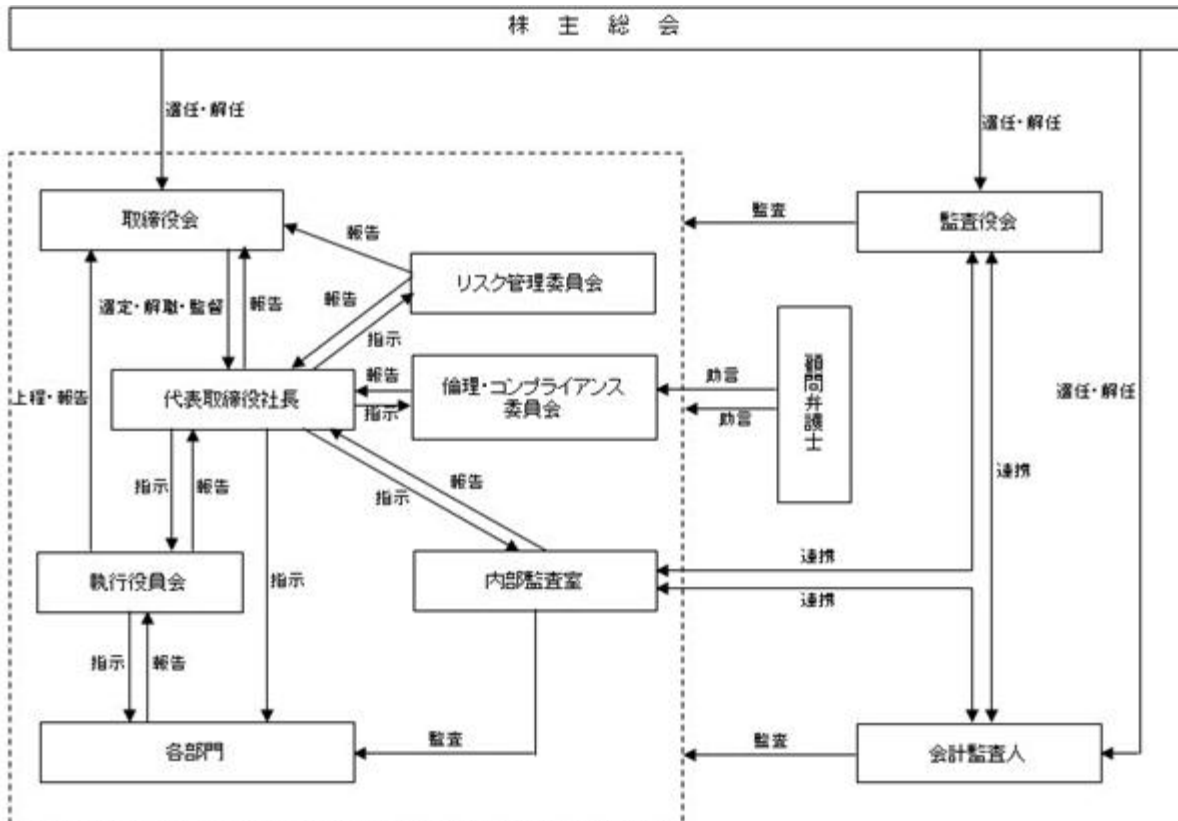 株主総会
選任・解任
選任・解任
取締役会
監査
監査役会
報告
リスク管理委員会
選定・解職・監督
報告
報告
指示
顧問弁護士
上程・報告
代表取締役社長
報告
指示
倫理・コンプライアンス
委員会
助言
助言
選任・解任
指示
報告
指示
報告
連携
執行役員会
指示
内部監査室
連携
連携
指示
報告
各部門
監査
監査
会計監査人